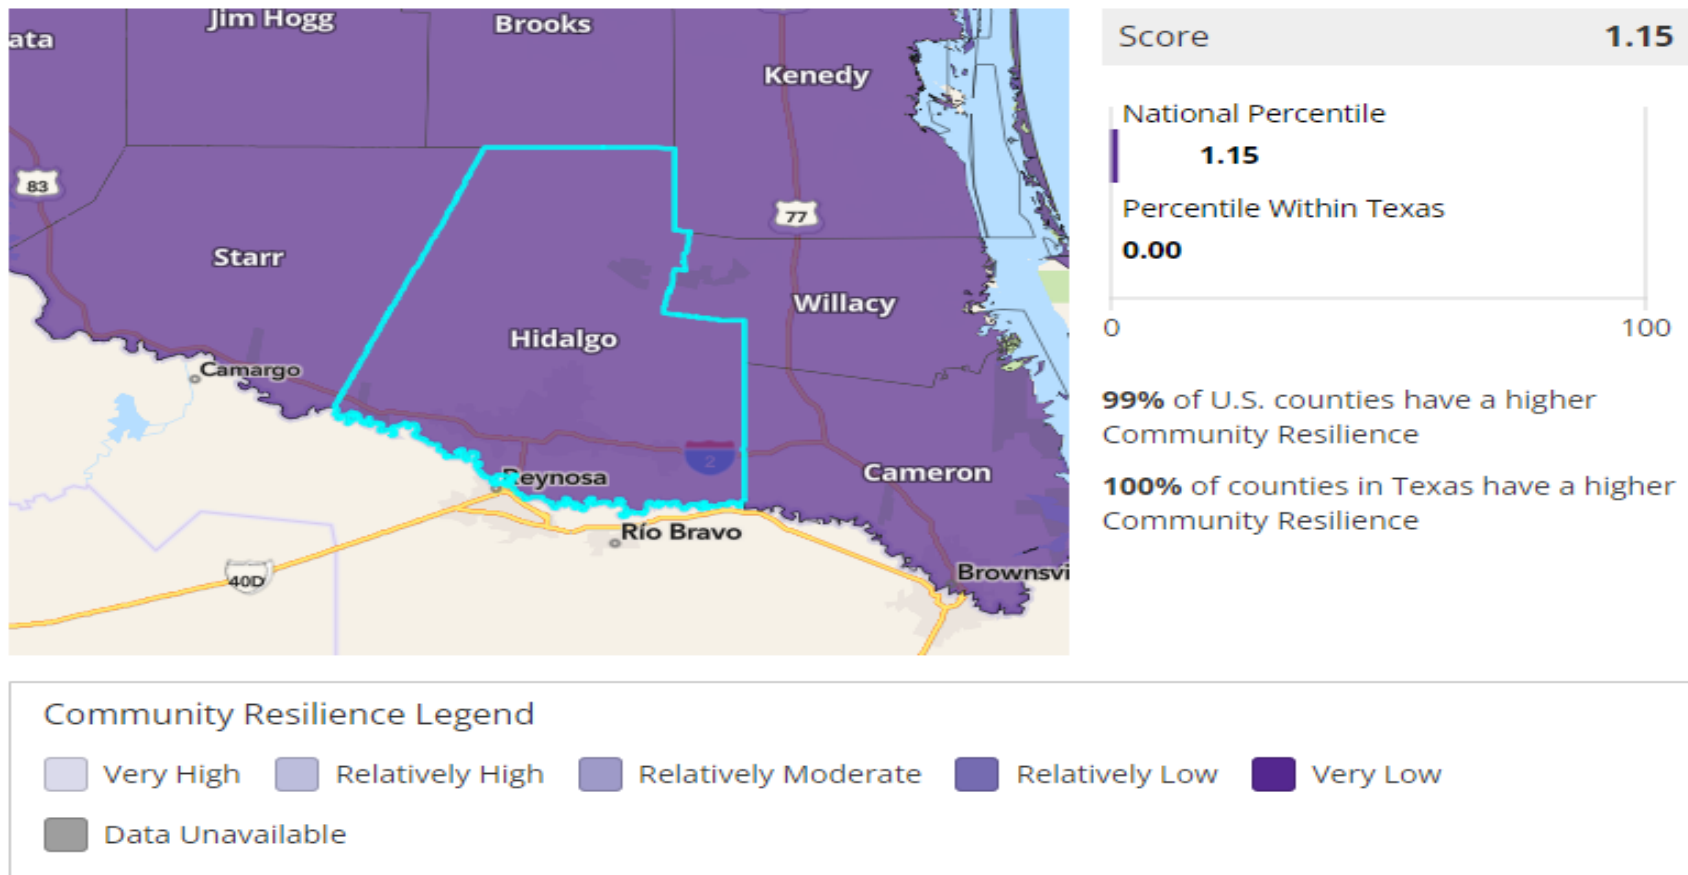 Jim Hogg
Brooks
ata
Kenedy
83
77
Starr
Willacy
Hidalgo
Camargo
2
Cameron
Reynosa
Río Bravo
40D
Brownsvi
Score 1.15
National Percentile
1.15
Percentile Within Texas
0.00
0 100
99% of U.S. counties have a higher
Community Resilience
100% of counties in Texas have a higher
Community Resilience
Community Resilience Legend
Very High Relatively High Relatively Moderate Relatively Low Very Low
Data Unavailable